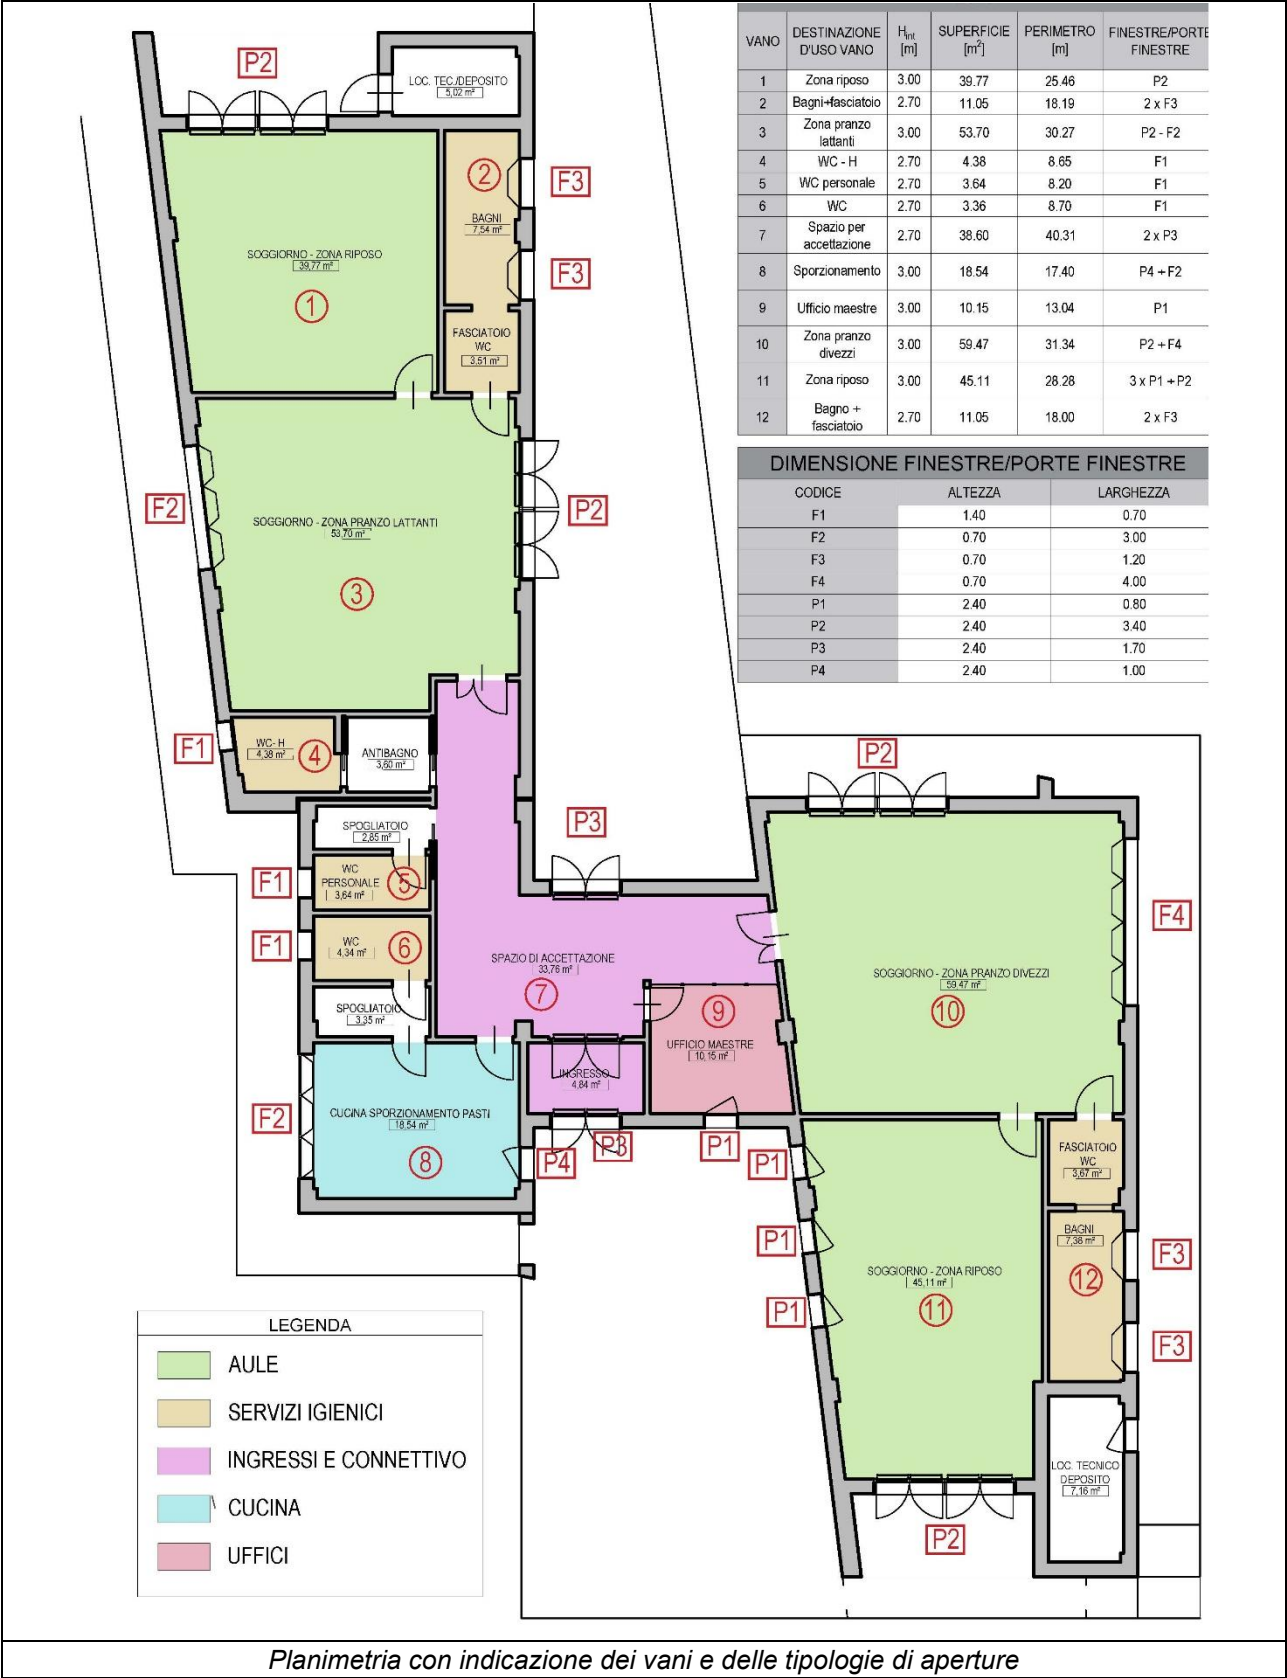 VANO DESTINAZIONE D'USO VANO Hint [m] SUPERFICIE [m²] PERIMETRO [m] FINESTRE/PORTE FINESTRE
1 Zona riposo 3.00 39.77 25.46 P2
2 Bagni+fasciatoio 2.70 11.05 18.19 2 x F3
3 Zona pranzo lattanti 3.00 53.70 30.27 P2 - F2
4 WC - H 2.70 4.38 8.65 F1
5 WC personale 2.70 3.64 8.20 F1
6 WC 2.70 3.36 8.70 F1
7 Spazio per accettazione 2.70 38.60 40.31 2 x P3
8 Sporzionamento 3.00 18.54 17.40 P4 + F2
9 Ufficio maestre 3.00 10.15 13.04 P1
10 Zona pranzo divezzi 3.00 59.47 31.34 P2 + F4
11 Zona riposo 3.00 45.11 28.28 3 x P1 + P2
12 Bagno + fasciatoio 2.70 11.05 18.00 2 x F3
DIMENSIONE FINESTRE/PORTE FINESTRE
CODICE ALTEZZA LARGHEZZA
F1 1.40 0.70
F2 0.70 3.00
F3 0.70 1.20
F4 0.70 4.00
P1 2.40 0.80
P2 2.40 3.40
P3 2.40 1.70
P4 2.40 1.00
P2
LOC. TEC./DEPOSITO
5,02 m²
2
F3
BAGNI
7,54 m²
SOGGIORNO - ZONA RIPOSO
39,77 m²
F3
1
FASCIATOIO
WC
3,51 m²
F2
P2
SOGGIORNO - ZONA PRANZO LATTANTI
53,70 m²
3
F1
WC- H
4,38 m²
4
ANTIBAGNO
3,60 m²
P2
SPOGLIATOIO
2,85 m²
P3
F1
WC
PERSONALE
3,64 m²
5
F4
F1
WC
4,34 m²
6
SPAZIO DI ACCETTAZIONE
33,76 m²
7
SOGGIORNO - ZONA PRANZO DIVEZZI
59,47 m²
10
SPOGLIATOIO
3,35 m²
9
UFFICIO MAESTRE
10,15 m²
INGRESSO
4,84 m²
F2
CUCINA SPORZIONAMENTO PASTI
18,54 m²
8
P4
P3
P1
P1
FASCIATOIO
WC
3,67 m²
P1
BAGNI
7,38 m²
F3
SOGGIORNO - ZONA RIPOSO
45,11 m²
12
P1
11
F3
LOC. TECNICO
DEPOSITO
7,16 m²
P2
LEGENDA
AULE
SERVIZI IGIENICI
INGRESSI E CONNETTIVO
CUCINA
UFFICI
Planimetria con indicazione dei vani e delle tipologie di aperture